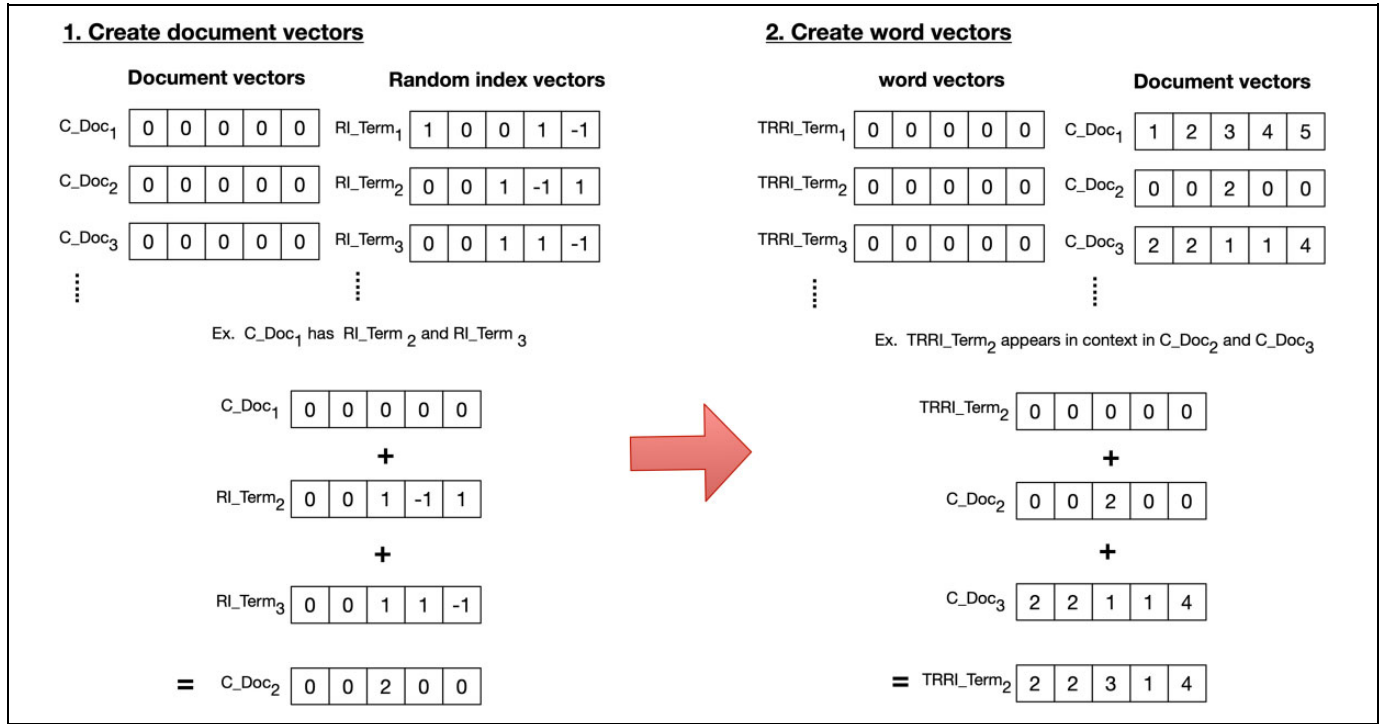 1. Create document vectors
Document vectors Random index vectors
C_Doc1 0 0 0 0 0 RI_Term1 1 0 0 1 -1
C_Doc2 0 0 0 0 0 RI_Term2 0 0 1 -1 1
C_Doc3 0 0 0 0 0 RI_Term3 0 0 1 1 -1
Ex. C_Doc1 has RI_Term 2 and RI_Term 3
C_Doc1 0 0 0 0 0
+
RI_Term2 0 0 1 -1 1
+
RI_Term3 0 0 1 1 -1
= C_Doc2 0 0 2 0 0
2. Create word vectors
word vectors Document vectors
TRRI_Term1 0 0 0 0 0 C_Doc1 1 2 3 4 5
TRRI_Term2 0 0 0 0 0 C_Doc2 0 0 2 0 0
TRRI_Term3 0 0 0 0 0 C_Doc3 2 2 1 1 4
Ex. TRRI_Term2 appears in context in C_Doc2 and C_Doc3
TRRI_Term2 0 0 0 0 0
+
C_Doc2 0 0 2 0 0
+
C_Doc3 2 2 1 1 4
= TRRI_Term2 2 2 3 1 4